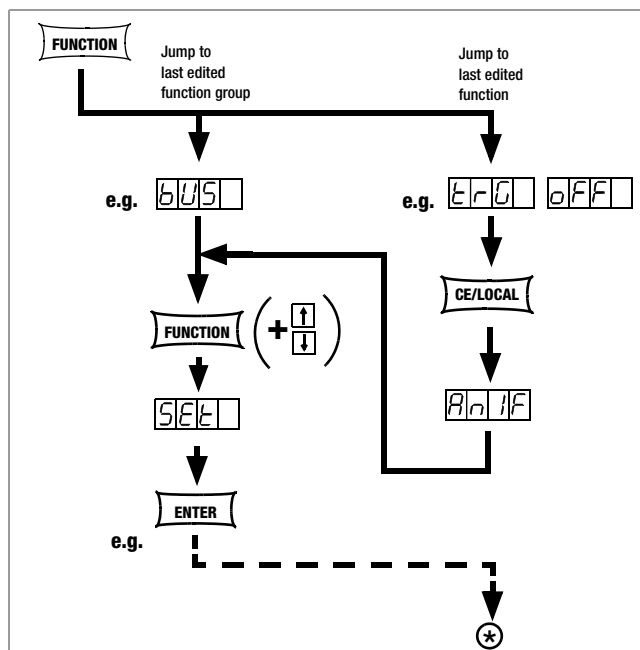 FUNCTION
Jump to
last edited
function group
Jump to
last edited
function
e.g. bUS
e.g. trG oFF
CE/LOCAL
FUNCTION (+ ↑ ↓)
An1F
SEt
ENTER
e.g.
*